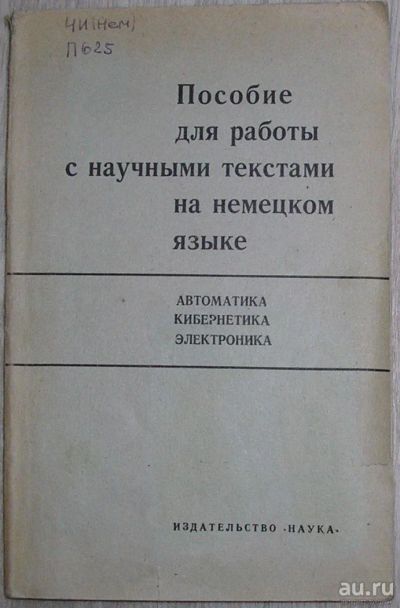 4И(нем)
П625
Пособие
для работы
с научными текстами
на немецком
языке
АВТОМАТИКА
КИБЕРНЕТИКА
ЭЛЕКТРОНИКА
ИЗДАТЕЛЬСТВО «НАУКА»
au.ru